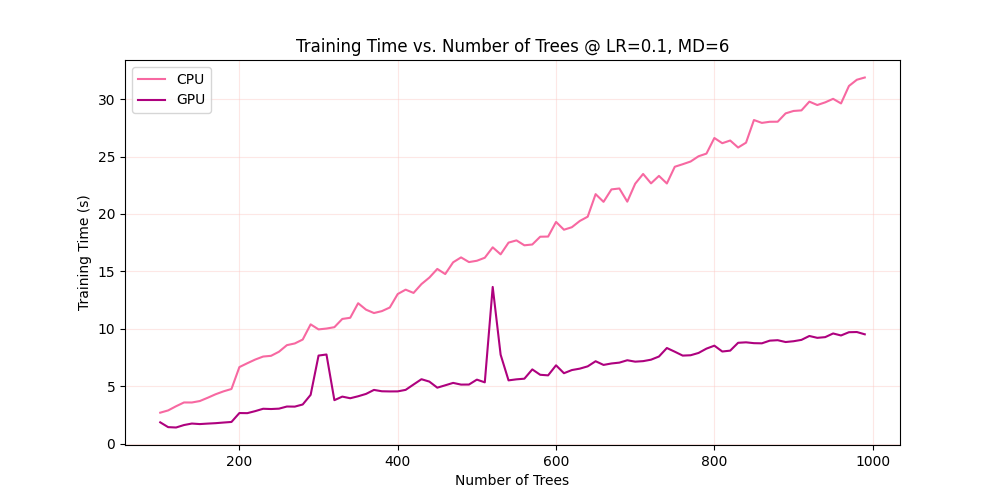 Training Time vs. Number of Trees @ LR=0.1, MD=6
CPU
GPU
Training Time (s)
30
25
20
15
10
5
0
200
400
600
800
1000
Number of Trees